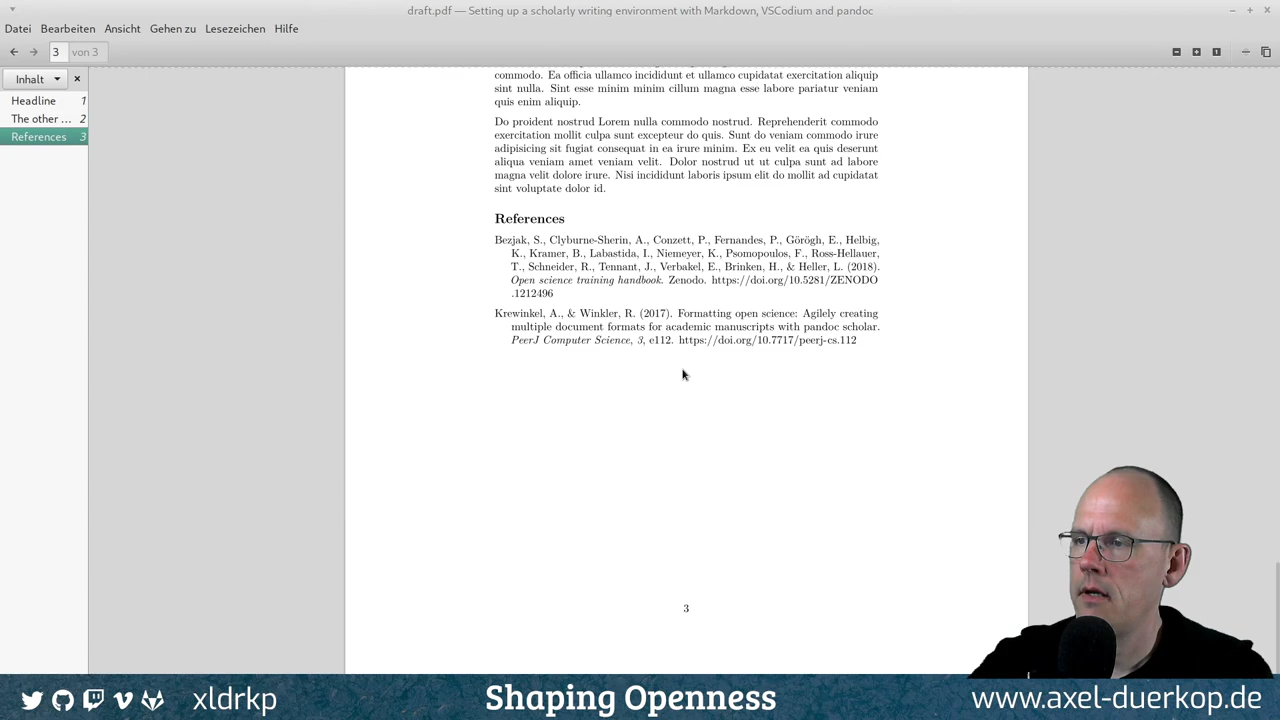 draft.pdf — Setting up a scholarly writing environment with Markdown, VSCodium and pandoc
Datei Bearbeiten Ansicht Gehen zu Lesezeichen Hilfe
3 von 3
Inhalt
Headline 1
The other ... 2
References 3
commodo. Ea officia ullamco incididunt et ullamco cupidatat exercitation aliquip
sint nulla. Sint esse minim minim cillum magna esse labore pariatur veniam
quis enim aliquip.
Do proident nostrud Lorem nulla commodo nostrud. Reprehenderit commodo
exercitation mollit culpa sunt excepteur do quis. Sunt do veniam commodo irure
adipisicing sit fugiat consequat in ea irure minim. Ex eu velit ea quis deserunt
aliqua veniam amet veniam velit. Dolor nostrud ut ut culpa sunt ad labore
magna velit dolore irure. Nisi incididunt laboris ipsum elit do mollit ad cupidatat
sint voluptate dolor id.
References
Bezjak, S., Clyburne-Sherin, A., Conzett, P., Fernandes, P., Görögh, E., Helbig,
K., Kramer, B., Labastida, I., Niemeyer, K., Psomopoulos, F., Ross-Hellauer,
T., Schneider, R., Tennant, J., Verbakel, E., Brinken, H., & Heller, L. (2018).
Open science training handbook. Zenodo. https://doi.org/10.5281/ZENODO
.1212496
Krewinkel, A., & Winkler, R. (2017). Formatting open science: Agilely creating
multiple document formats for academic manuscripts with pandoc scholar.
PeerJ Computer Science, 3, e112. https://doi.org/10.7717/peerj-cs.112
3
xldrkp
Shaping Openness
www.axel-duerkop.de